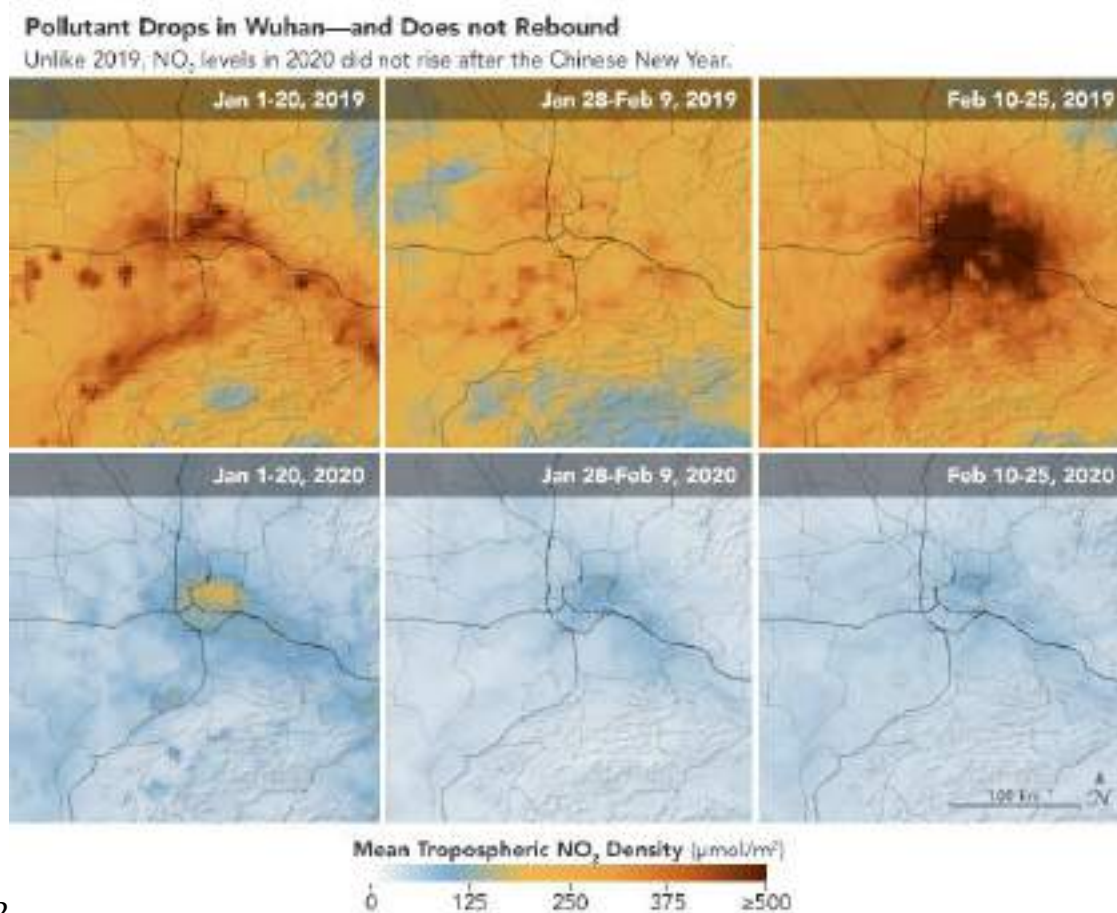 Pollutant Drops in Wuhan—and Does not Rebound
Unlike 2019, NO₂ levels in 2020 did not rise after the Chinese New Year.
Jan 1-20, 2019
Jan 28-Feb 9, 2019
Feb 10-25, 2019
Jan 1-20, 2020
Jan 28-Feb 9, 2020
Feb 10-25, 2020
100 km
N
Mean Tropospheric NO₂ Density (μmol/m²)
0 125 250 375 ≥500
2